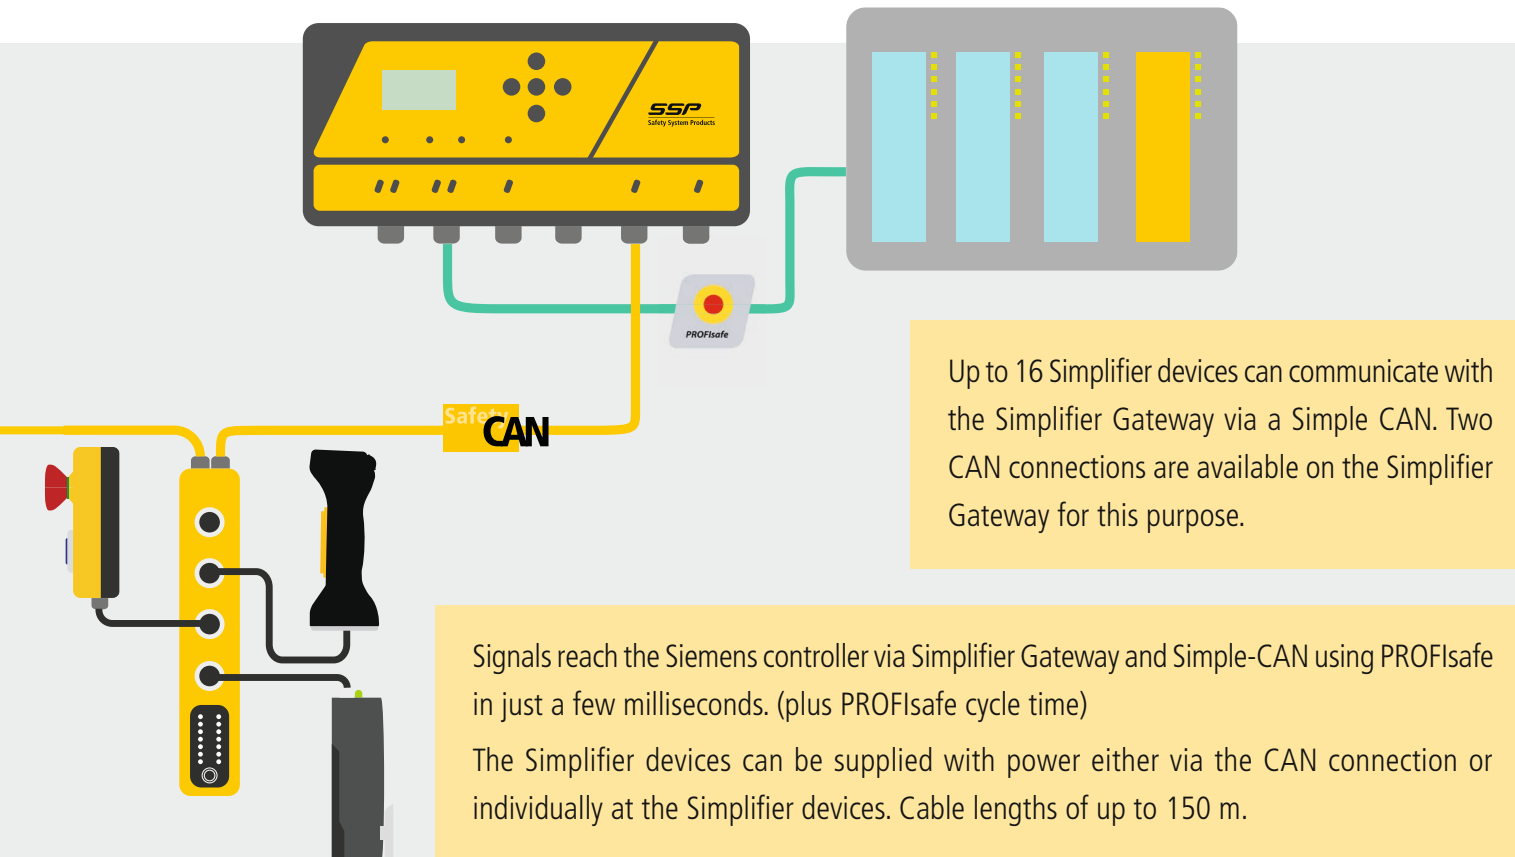 SSP
Safety System Products
PROFIsafe
Up to 16 Simplifier devices can communicate with
the Simplifier Gateway via a Simple CAN. Two
CAN connections are available on the Simplifier
Gateway for this purpose.
Safety
CAN
Signals reach the Siemens controller via Simplifier Gateway and Simple-CAN using PROFIsafe
in just a few milliseconds. (plus PROFIsafe cycle time)
The Simplifier devices can be supplied with power either via the CAN connection or
individually at the Simplifier devices. Cable lengths of up to 150 m.